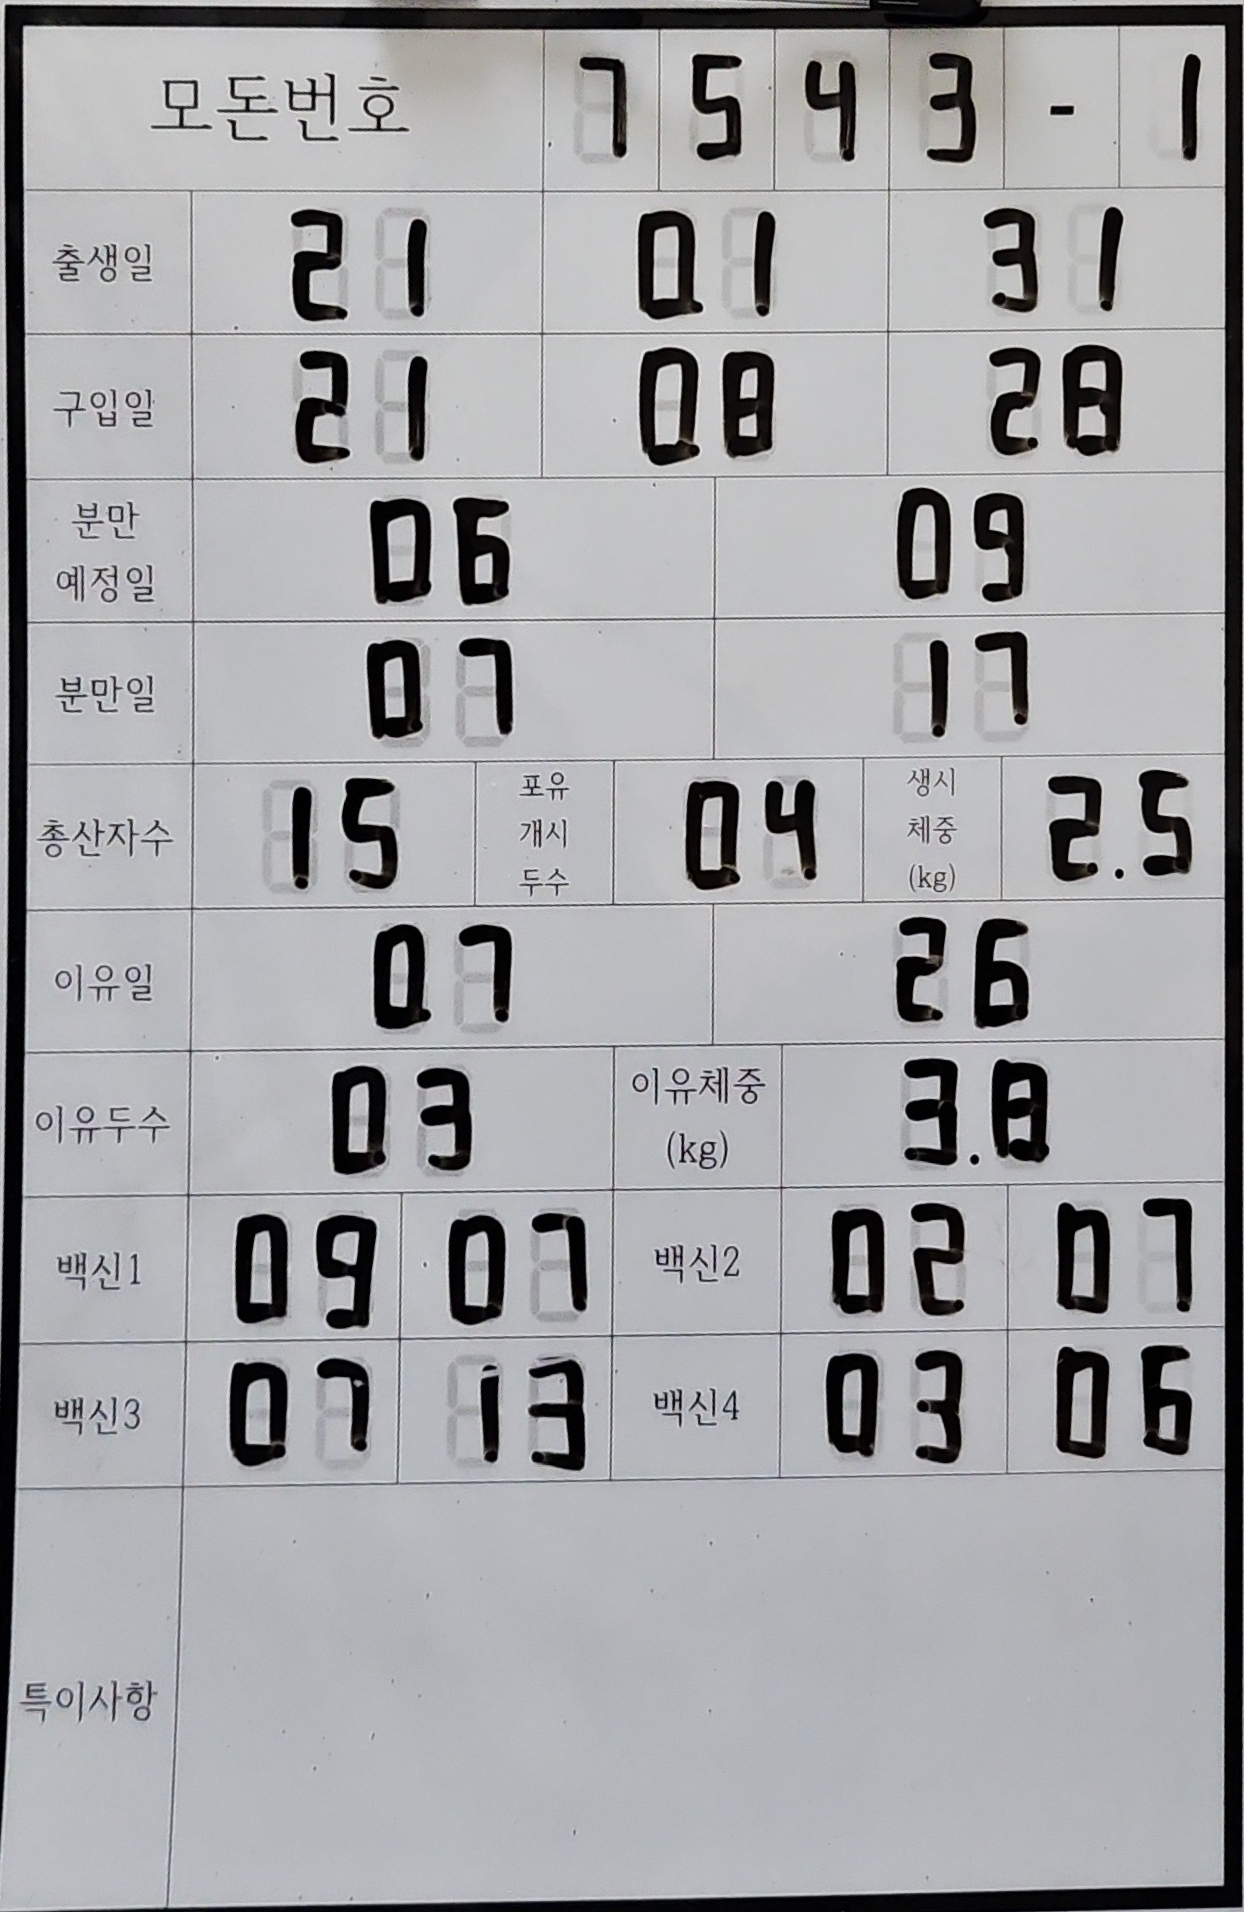 모돈번호 7543-1
출생일 21 01 31
구입일 21 08 28
분만
예정일 06 09
분만일 07 17
총산자수 15 포유
개시
두수 04 생시
체중
(kg) 2.5
이유일 07 26
이유두수 03 이유체중
(kg) 3.8
백신1 09 07 백신2 02 07
백신3 07 13 백신4 03 06
특이사항